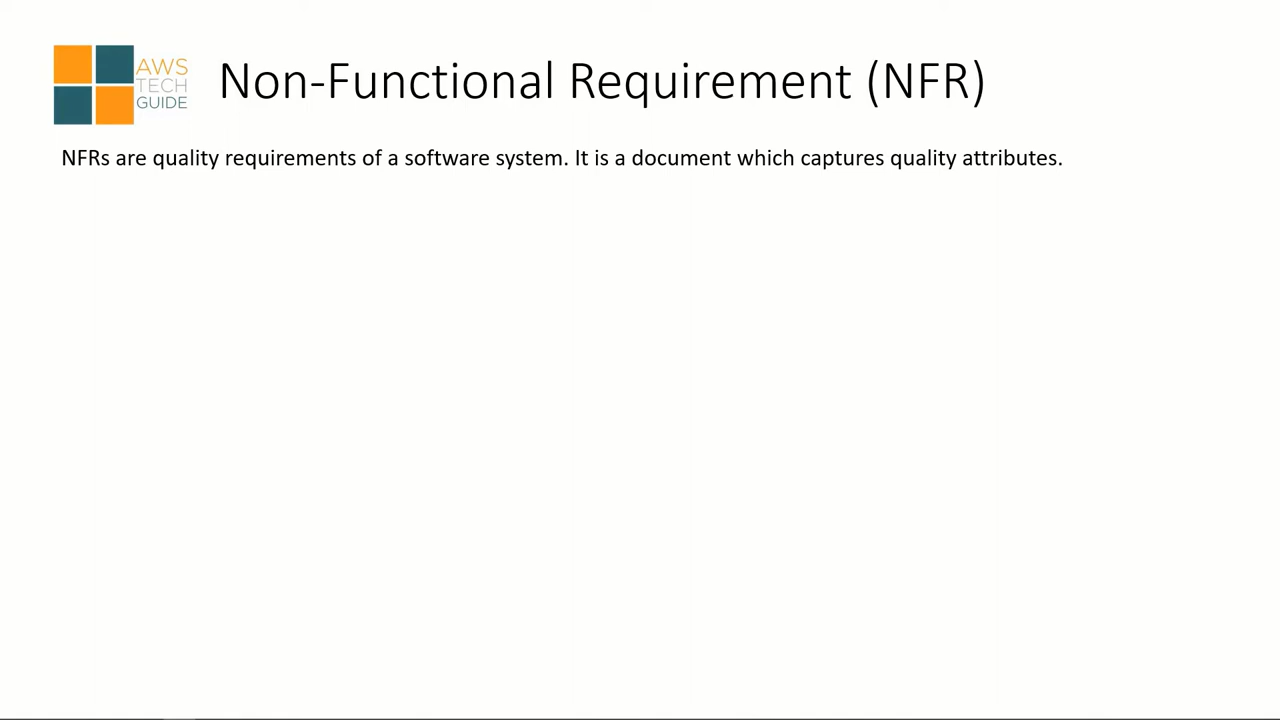 AWS
TECH
GUIDE
Non-Functional Requirement (NFR)
NFRs are quality requirements of a software system. It is a document which captures quality attributes.